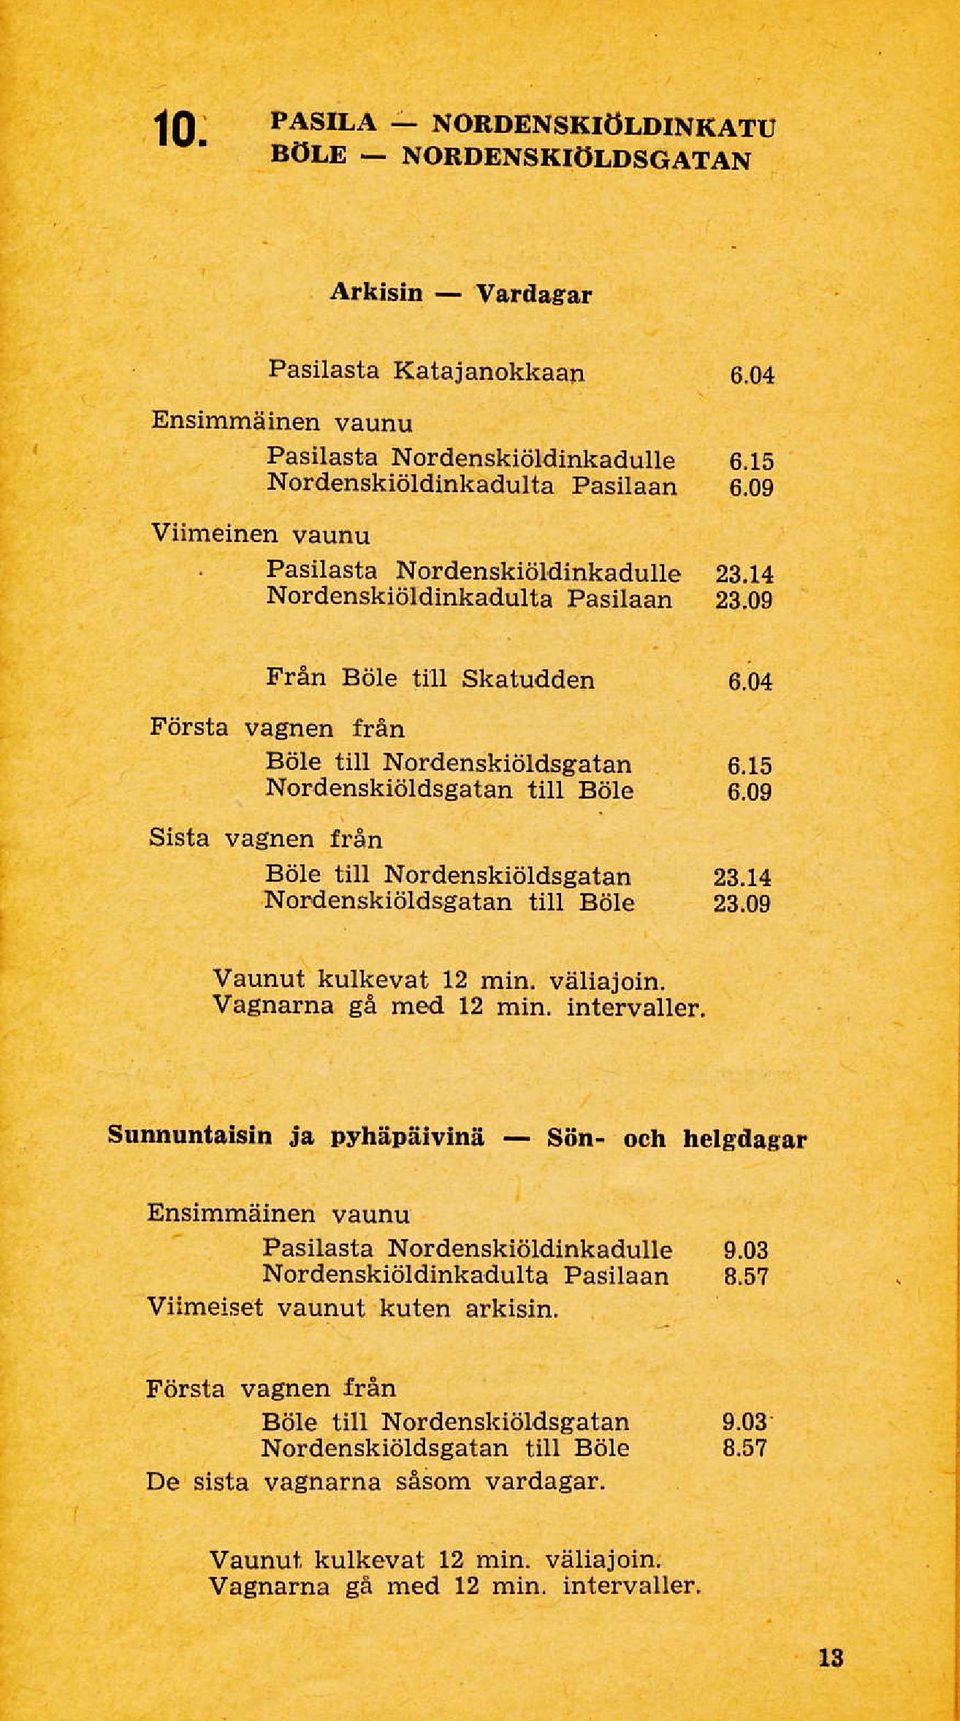 10. PASILA — NORDENSKIÖLDINKATU
BÖLE — NORDENSKIÖLDSGATAN
Arkisin — Vardagar
Pasilasta Katajanokkaan 6.04
Ensimmäinen vaunu
Pasilasta Nordenskiöldinkadulle 6.15
Nordenskiöldinkadulta Pasilaan 6.09
Viimeinen vaunu
Pasilasta Nordenskiöldinkadulle 23.14
Nordenskiöldinkadulta Pasilaan 23.09
Från Böle till Skatudden 6.04
Första vagnen från
Böle till Nordenskiöldsgatan 6.15
Nordenskiöldsgatan till Böle 6.09
Sista vagnen från
Böle till Nordenskiöldsgatan 23.14
Nordenskiöldsgatan till Böle 23.09
Vaunut kulkevat 12 min. väliajoin.
Vagnarna gå med 12 min. intervaller.
Sunnuntaisin ja pyhäpäivinä — Sön- och helgdagar
Ensimmäinen vaunu
Pasilasta Nordenskiöldinkadulle 9.03
Nordenskiöldinkadulta Pasilaan 8.57
Viimeiset vaunut kuten arkisin.
Första vagnen från
Böle till Nordenskiöldsgatan 9.03
Nordenskiöldsgatan till Böle 8.57
De sista vagnarna såsom vardagar.
Vaunut kulkevat 12 min. väliajoin.
Vagnarna gå med 12 min. intervaller.
13